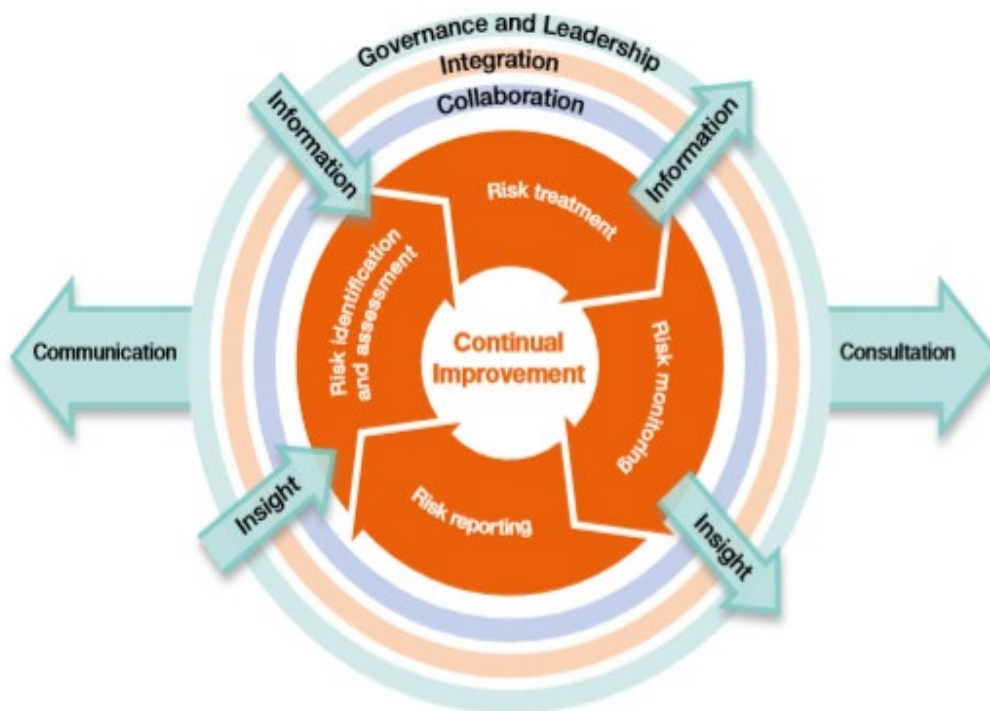 Governance and Leadership
Integration
Collaboration
Information
Information
Risk treatment
Risk identification
and assessment
Communication
Continual
Improvement
Risk monitoring
Consultation
Insight
Risk reporting
Insight